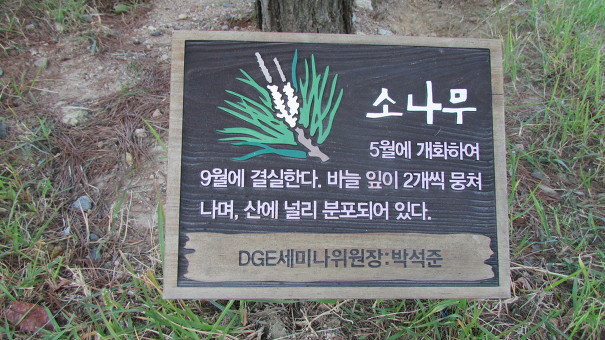 소나무
5월에 개화하여
9월에 결실한다. 바늘 잎이 2개씩 뭉쳐
나며, 산에 널리 분포되어 있다.
DGE세미나위원장:박석준